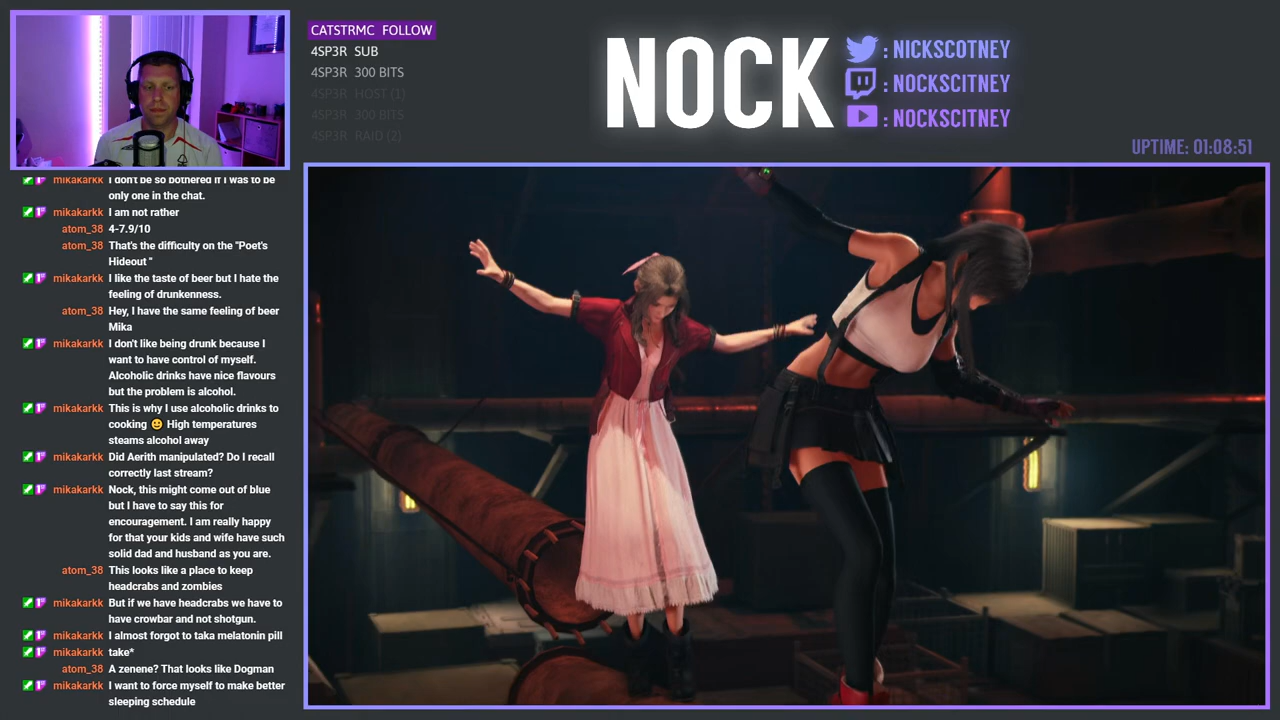 CATSTRMC FOLLOW
4SP3R SUB
4SP3R 300 BITS
4SP3R HOST (1)
4SP3R 300 BITS
4SP3R RAID (2)
NOCK
: NICKSCOTNEY
: NOCKSCITNEY
: NOCKSCITNEY
UPTIME: 01:08:51
mikakarkk I don't be so bothered if I was to be
only one in the chat.
mikakarkk I am not rather
atom_38 4-7.9/10
atom_38 That's the difficulty on the "Poet's
Hideout "
mikakarkk I like the taste of beer but I hate the
feeling of drunkenness.
atom_38 Hey, I have the same feeling of beer
Mika
mikakarkk I don't like being drunk because I
want to have control of myself.
Alcoholic drinks have nice flavours
but the problem is alcohol.
mikakarkk This is why I use alcoholic drinks to
cooking 😃 High temperatures
steams alcohol away
mikakarkk Did Aerith manipulated? Do I recall
correctly last stream?
mikakarkk Nock, this might come out of blue
but I have to say this for
encouragement. I am really happy
for that your kids and wife have such
solid dad and husband as you are.
atom_38 This looks like a place to keep
headcrabs and zombies
mikakarkk But if we have headcrabs we have to
have crowbar and not shotgun.
mikakarkk I almost forgot to taka melatonin pill
mikakarkk take*
atom_38 A zenene? That looks like Dogman
mikakarkk I want to force myself to make better
sleeping schedule